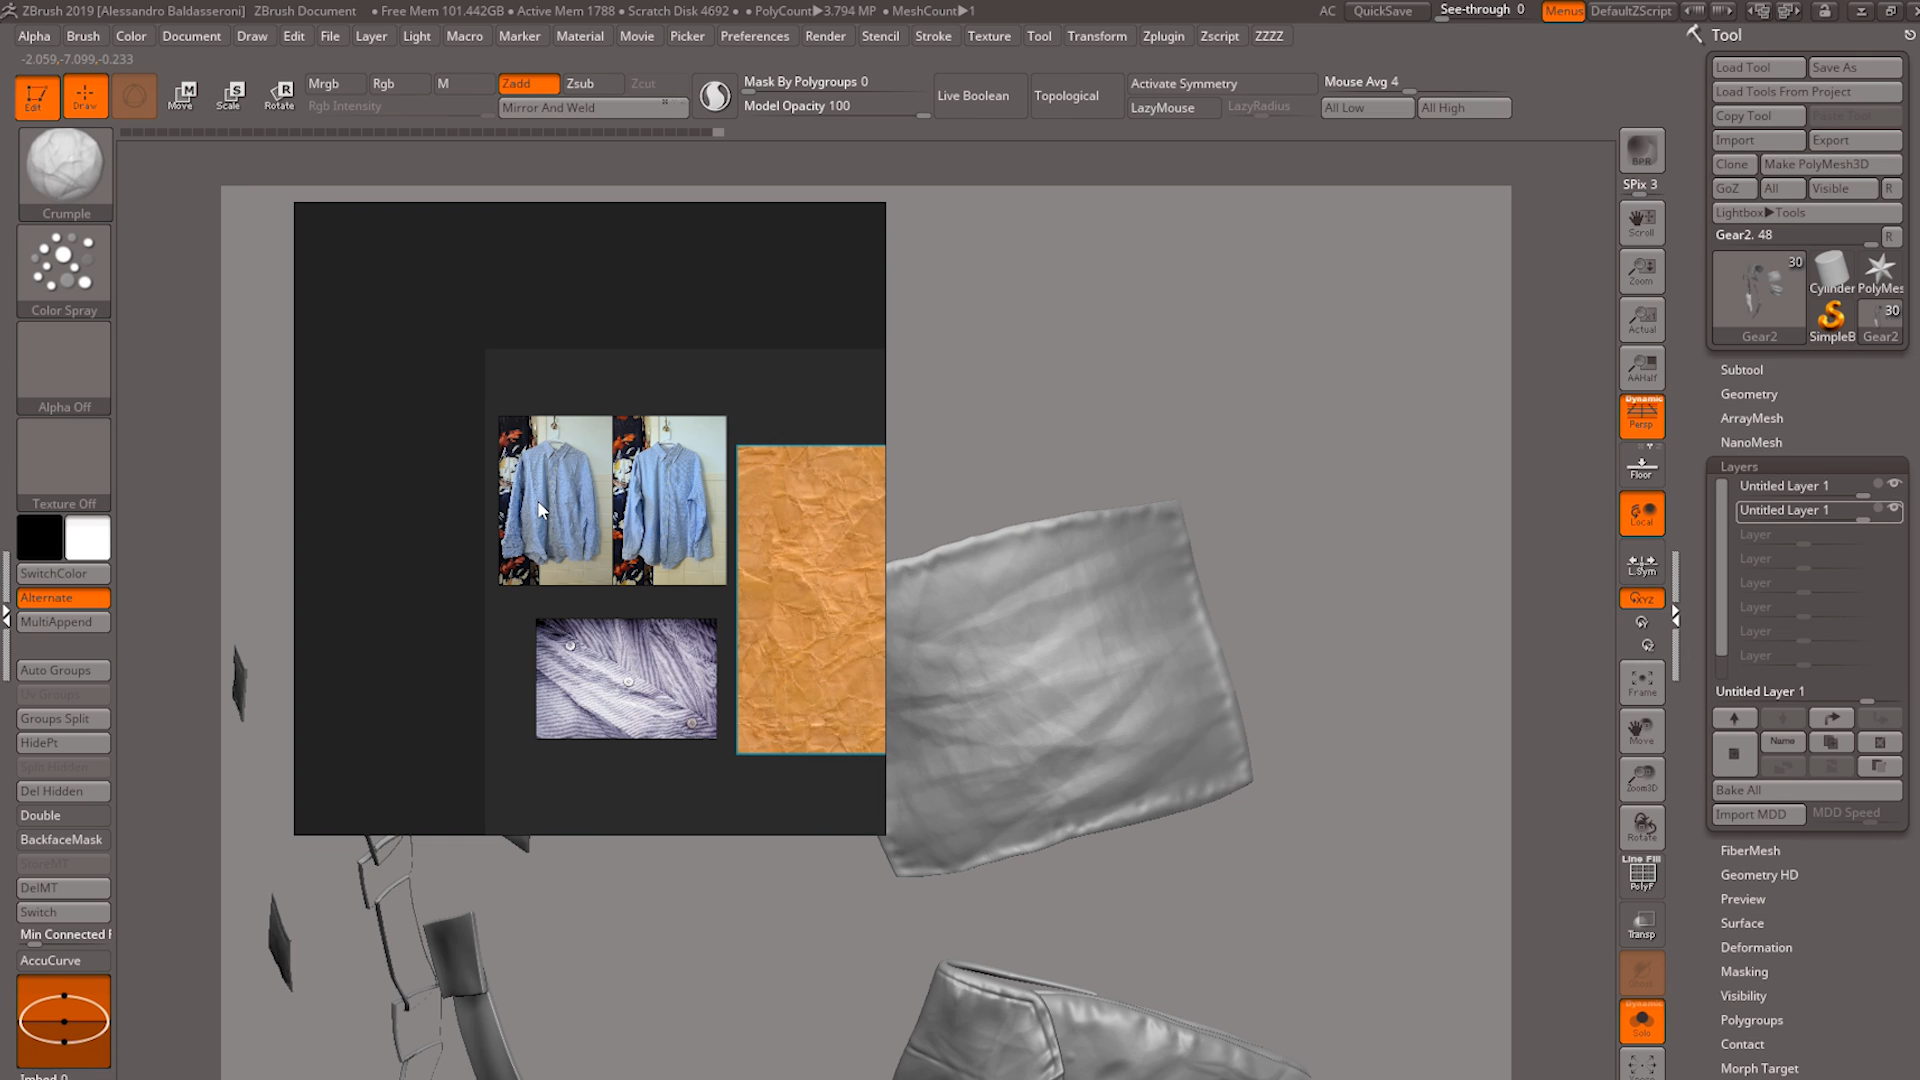 ZBrush 2019 [Alessandro Baldasseroni] ZBrush Document • Free Mem 101.442GB • Active Mem 1788 • Scratch Disk 4692 • • PolyCount▶3.794 MP • MeshCount▶1 AC QuickSave See-through 0 Menus DefaultZScript
Alpha Brush Color Document Draw Edit File Layer Light Macro Marker Material Movie Picker Preferences Render Stencil Stroke Texture Tool Transform Zplugin Zscript ZZZZ
Tool
-2.059,-7.099,-0.233
Edit Draw Move Scale Rotate
M S R
Mrgb Rgb M Zadd Zsub Zcut
Rgb Intensity Mirror And Weld
Mask By Polygroups 0
Model Opacity 100
Live Boolean Topological
Activate Symmetry Mouse Avg 4
LazyMouse LazyRadius All Low All High
Crumple
Color Spray
Alpha Off
Texture Off
SwitchColor
Alternate
MultiAppend
Auto Groups
Uv Groups
Groups Split
HidePt
Split Hidden
Del Hidden
Double
BackfaceMask
StoreMT
DelMT
Switch
Min Connected
AccuCurve
Imbed 0
BPR
SPix 3
Scroll
Zoom
Actual
AAHalf
Dynamic
Persp
Floor
Local
L.Sym
XYZ
Y
Z
Frame
Move
Zoom3D
Rotate
Line Fill
PolyF
Transp
Dynamic
Solo
Load Tool Save As
Load Tools From Project
Copy Tool Paste Tool
Import Export
Clone Make PolyMesh3D
GoZ All Visible R
Lightbox▶Tools
Gear2. 48 R
30
Cylinder PolyMes
30
Gear2 SimpleB Gear2
Subtool
Geometry
ArrayMesh
NanoMesh
Layers
Untitled Layer 1
Untitled Layer 1
Layer
Layer
Layer
Layer
Layer
Layer
Untitled Layer 1
Name
Bake All
Import MDD MDD Speed
FiberMesh
Geometry HD
Preview
Surface
Deformation
Masking
Visibility
Polygroups
Contact
Morph Target